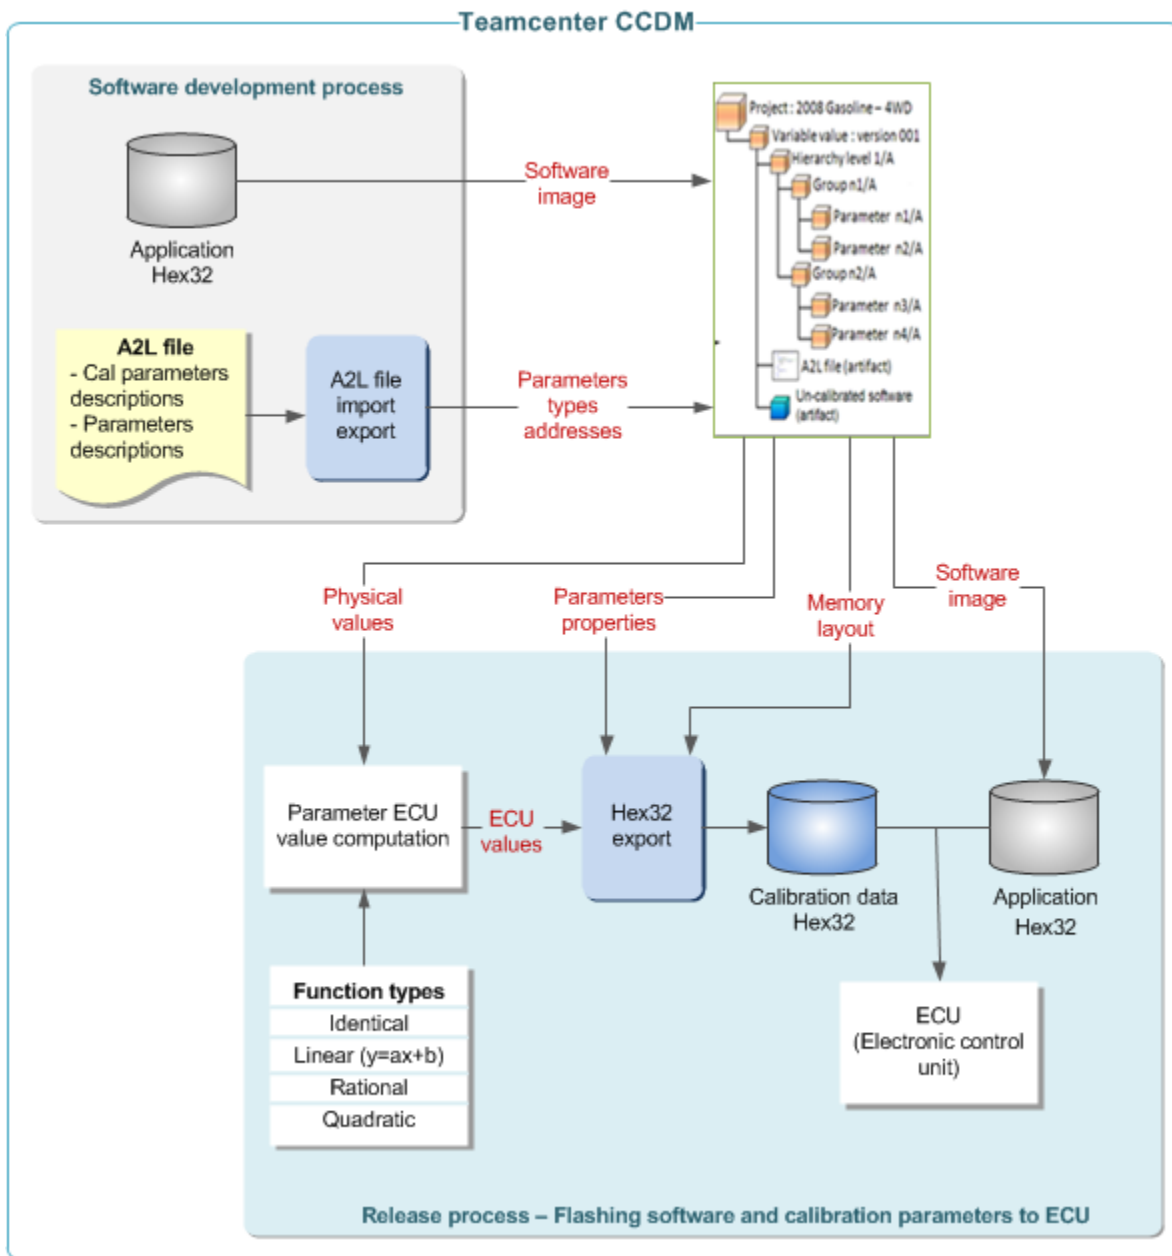 Teamcenter CCDM
Software development process
Application
Hex32
Software
image
A2L file
- Cal parameters
descriptions
- Parameters
descriptions
A2L file
import
export
Parameters
types
addresses
Project : 2008 Gasoline – 4WD
Variable value : version 001
Hierarchy level 1/A
Group n1/A
Parameter n1/A
Parameter n2/A
Group n2/A
Parameter n3/A
Parameter n4/A
A2L file (artifact)
Un-calibrated software
(artifact)
Physical
values
Parameters
properties
Memory
layout
Software
image
Parameter ECU
value computation
ECU
values
Hex32
export
Calibration data
Hex32
Application
Hex32
Function types
Identical
Linear (y=ax+b)
Rational
Quadratic
ECU
(Electronic control
unit)
Release process – Flashing software and calibration parameters to ECU